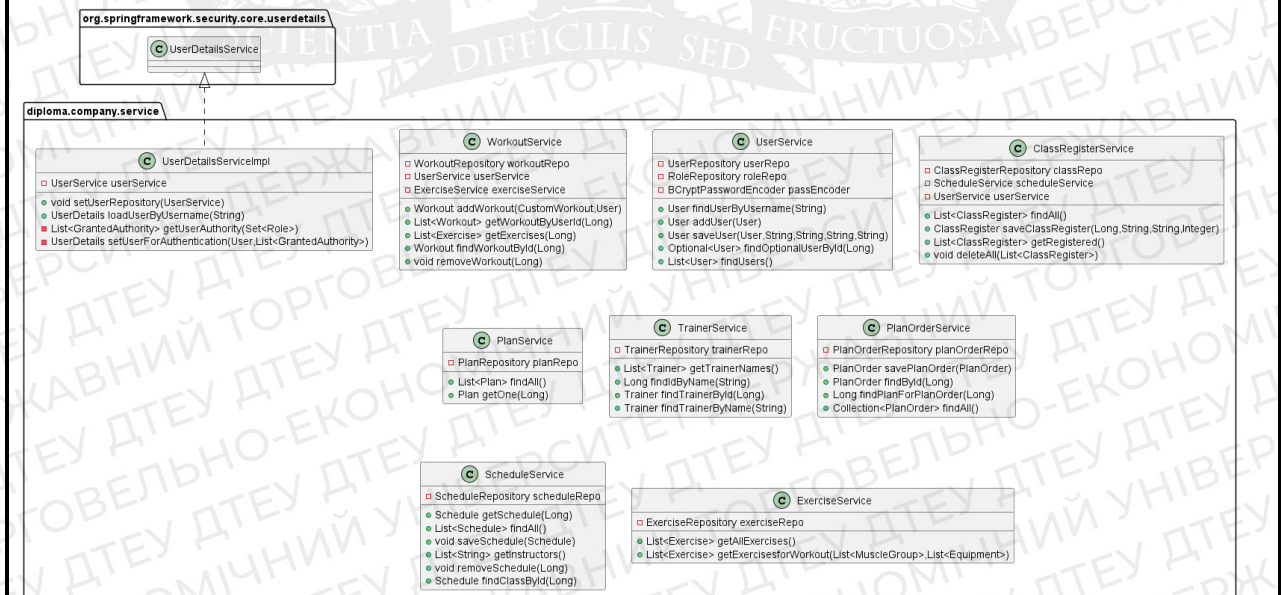 org.springframework.security.core.userdetails
SCIENTIA DIFFICILIS SED FRUCTUOSA
C UserDetailsService
diploma.company.service
C UserDetailsServiceImpl
UserService userService
void setUserRepository(UserService)
UserDetails loadUserByUsername(String)
List<GrantedAuthority> getUserAuthority(Set<Role>)
UserDetails setUserForAuthentication(User,List<GrantedAuthority>)
C WorkoutService
WorkoutRepository workoutRepo
UserService userService
ExerciseService exerciseService
Workout addWorkout(CustomWorkout,User)
List<Workout> getWorkoutByUserId(Long)
List<Exercise> getExercises(Long)
Workout findWorkoutById(Long)
void removeWorkout(Long)
C UserService
UserRepository userRepo
RoleRepository roleRepo
BCryptPasswordEncoder passEncoder
User findUserByUsername(String)
User addUser(User)
User saveUser(User,String,String,String,String)
Optional<User> findOptionalUserById(Long)
List<User> findUsers()
C ClassRegisterService
ClassRegisterRepository classRepo
ScheduleService scheduleService
UserService userService
List<ClassRegister> findAll()
ClassRegister saveClassRegister(Long,String,String,Integer)
List<ClassRegister> getRegistered()
void deleteAll(List<ClassRegister>)
C PlanService
PlanRepository planRepo
List<Plan> findAll()
Plan getOne(Long)
C TrainerService
TrainerRepository trainerRepo
List<Trainer> getTrainerNames()
Long findIdByName(String)
Trainer findTrainerById(Long)
Trainer findTrainerByName(String)
C PlanOrderService
PlanOrderRepository planOrderRepo
PlanOrder savePlanOrder(PlanOrder)
PlanOrder findById(Long)
Long findPlanForPlanOrder(Long)
Collection<PlanOrder> findAll()
C ScheduleService
ScheduleRepository scheduleRepo
Schedule getSchedule(Long)
List<Schedule> findAll()
void saveSchedule(Schedule)
List<String> getInstructors()
void removeSchedule(Long)
Schedule findClassById(Long)
C ExerciseService
ExerciseRepository exerciseRepo
List<Exercise> getAllExercises()
List<Exercise> getExercisesforWorkout(List<MuscleGroup>,List<Equipment>)